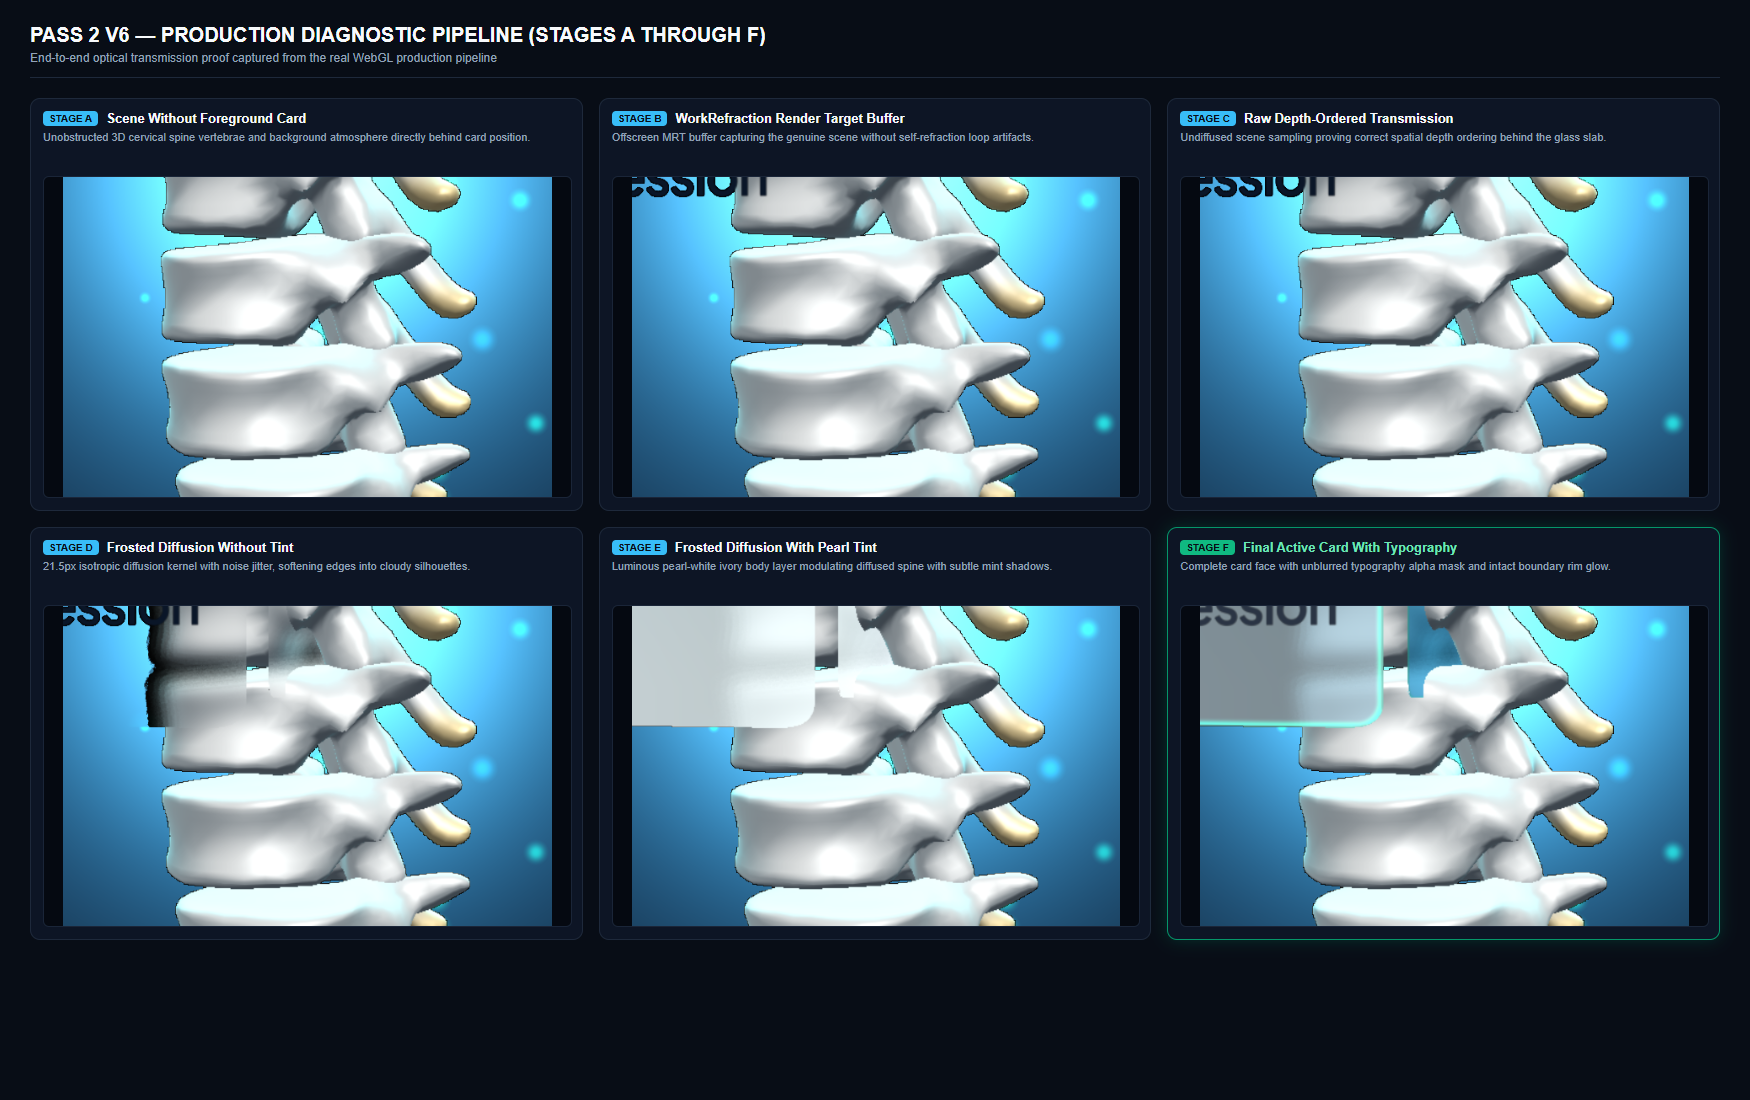 PASS 2 V6 — PRODUCTION DIAGNOSTIC PIPELINE (STAGES A THROUGH F)
End-to-end optical transmission proof captured from the real WebGL production pipeline
STAGE A Scene Without Foreground Card
Unobstructed 3D cervical spine vertebrae and background atmosphere directly behind card position.
STAGE B WorkRefraction Render Target Buffer
Offscreen MRT buffer capturing the genuine scene without self-refraction loop artifacts.
ession
STAGE C Raw Depth-Ordered Transmission
Undiffused scene sampling proving correct spatial depth ordering behind the glass slab.
ession
STAGE D Frosted Diffusion Without Tint
21.5px isotropic diffusion kernel with noise jitter, softening edges into cloudy silhouettes.
ession
STAGE E Frosted Diffusion With Pearl Tint
Luminous pearl-white ivory body layer modulating diffused spine with subtle mint shadows.
STAGE F Final Active Card With Typography
Complete card face with unblurred typography alpha mask and intact boundary rim glow.
ession